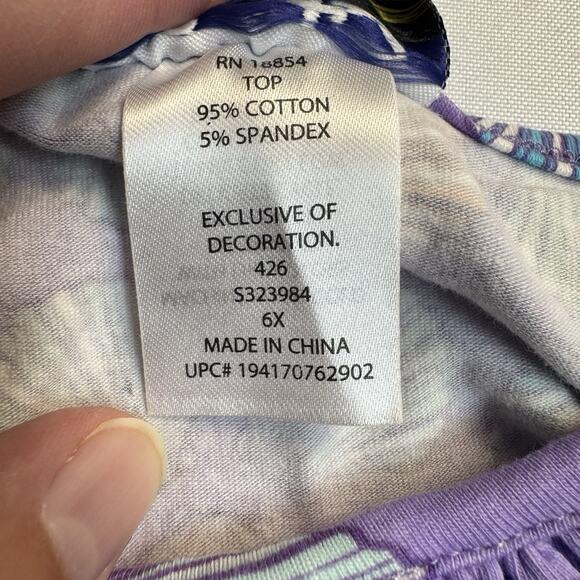 RN 18854
TOP
95% COTTON
5% SPANDEX
EXCLUSIVE OF
DECORATION.
426
S323984
6X
MADE IN CHINA
UPC# 194170762902